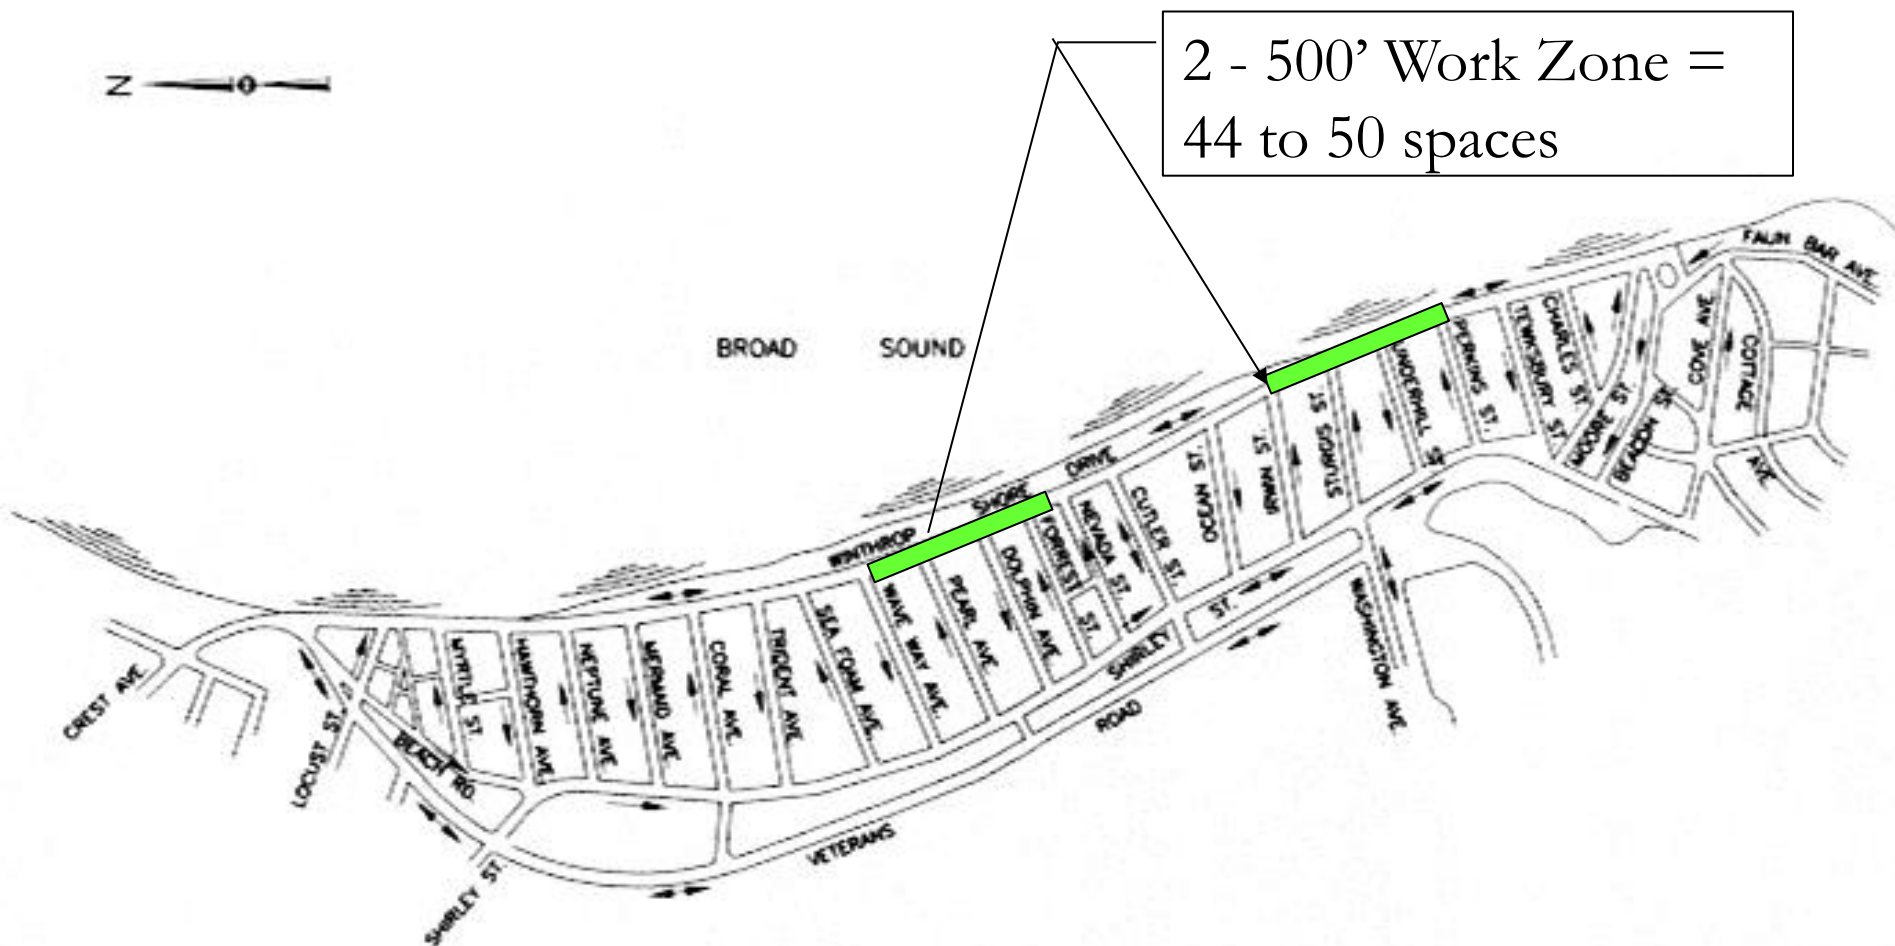 2 - 500’ Work Zone =
44 to 50 spaces
N
BROAD SOUND
FAUN BAR AVE.
WINTHROP SHORE DRIVE
CREST AVE.
LOCUST ST.
BEACH RD.
MYRTLE ST.
HAWTHORN AVE.
NEPTUNE AVE.
MERMAID AVE.
CORAL AVE.
TRIDENT AVE.
SEA FOAM AVE.
WAVE WAY AVE.
PEARL AVE.
DOLPHIN AVE.
FORREST ST.
NEVADA ST.
CUTLER ST.
OCEAN ST.
IRWIN ST.
STURGIS ST
STURGIS ST.
UNDERHILL ST.
PERKINS ST.
TEWKSBURY ST.
CHARLES ST.
MOORE ST.
BEACON ST.
COVE AVE.
COTTAGE AVE.
WASHINGTON AVE.
SHIRLEY ST.
VETERANS ROAD
SHIRLEY ST.